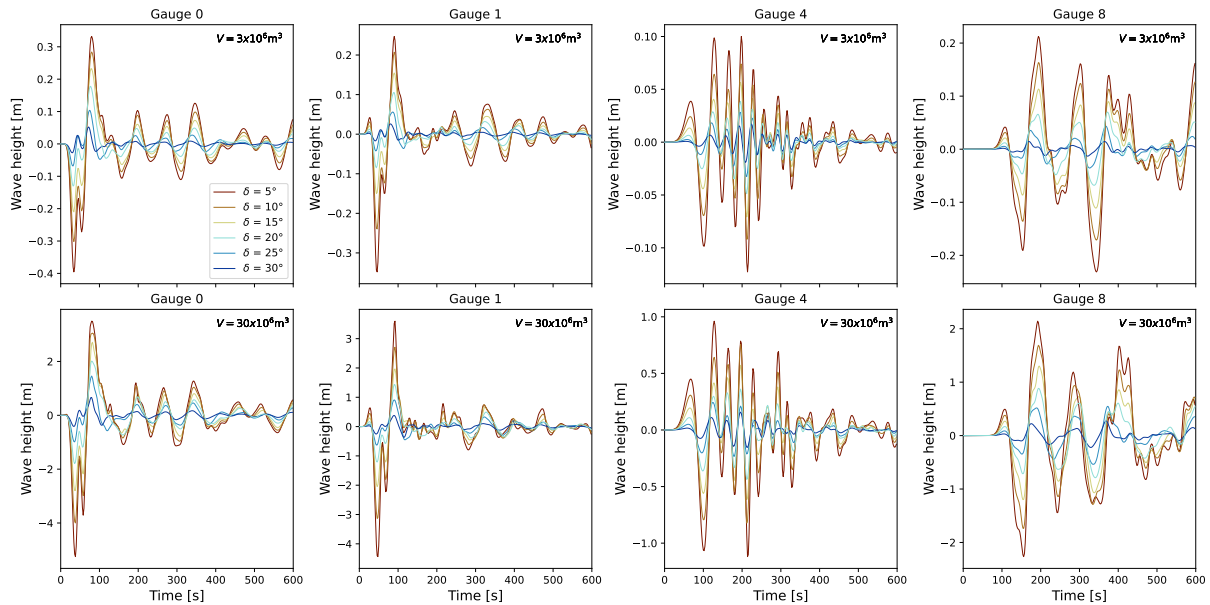 Gauge 0
Gauge 1
Gauge 4
Gauge 8
V = 3x10⁶m³
V = 3x10⁶m³
V = 3x10⁶m³
V = 3x10⁶m³
Wave height [m]
0.3
0.2
0.1
0.0
−0.1
−0.2
−0.3
−0.4
δ = 5°
δ = 10°
δ = 15°
δ = 20°
δ = 25°
δ = 30°
Wave height [m]
0.2
0.1
0.0
−0.1
−0.2
−0.3
Wave height [m]
0.10
0.05
0.00
−0.05
−0.10
Wave height [m]
0.2
0.1
0.0
−0.1
−0.2
Gauge 0
Gauge 1
Gauge 4
Gauge 8
V = 30x10⁶m³
V = 30x10⁶m³
V = 30x10⁶m³
V = 30x10⁶m³
Wave height [m]
2
0
−2
−4
0 100 200 300 400 500 600
Time [s]
Wave height [m]
3
2
1
0
−1
−2
−3
−4
0 100 200 300 400 500 600
Time [s]
Wave height [m]
1.0
0.5
0.0
−0.5
−1.0
0 100 200 300 400 500 600
Time [s]
Wave height [m]
2
1
0
−1
−2
0 100 200 300 400 500 600
Time [s]